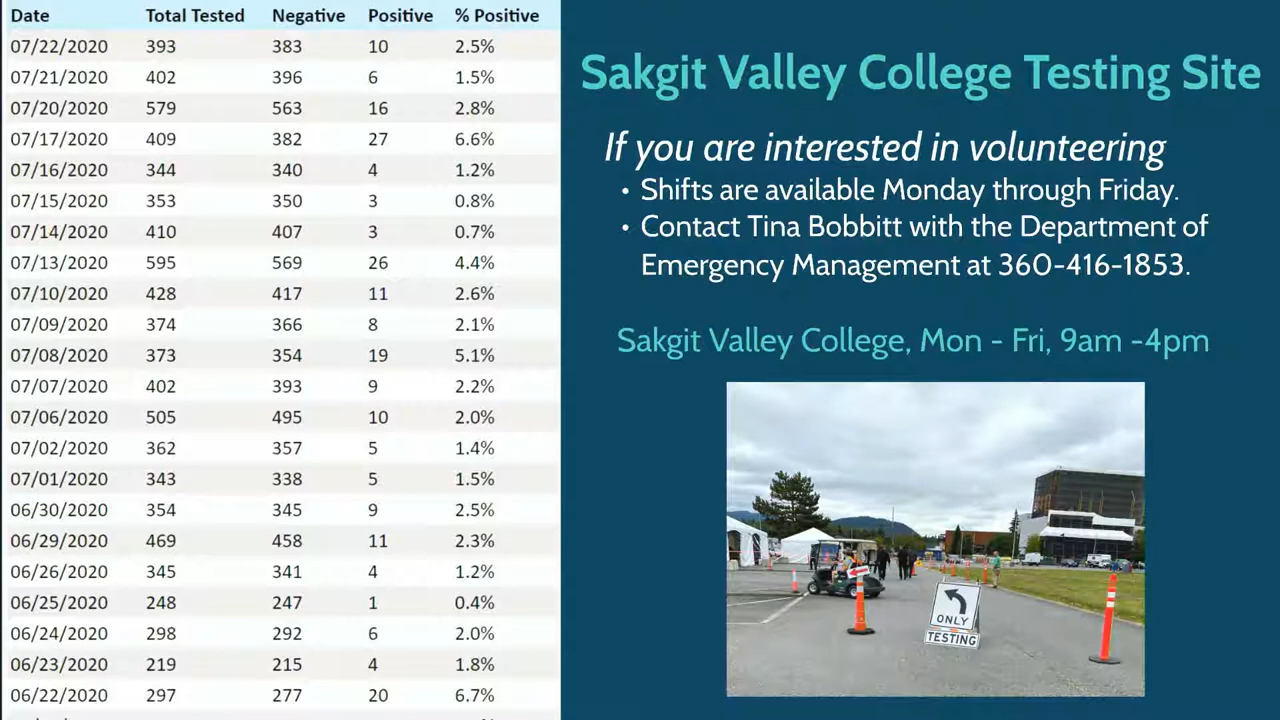 Date Total Tested Negative Positive % Positive
07/22/2020 393 383 10 2.5%
07/21/2020 402 396 6 1.5%
07/20/2020 579 563 16 2.8%
07/17/2020 409 382 27 6.6%
07/16/2020 344 340 4 1.2%
07/15/2020 353 350 3 0.8%
07/14/2020 410 407 3 0.7%
07/13/2020 595 569 26 4.4%
07/10/2020 428 417 11 2.6%
07/09/2020 374 366 8 2.1%
07/08/2020 373 354 19 5.1%
07/07/2020 402 393 9 2.2%
07/06/2020 505 495 10 2.0%
07/02/2020 362 357 5 1.4%
07/01/2020 343 338 5 1.5%
06/30/2020 354 345 9 2.5%
06/29/2020 469 458 11 2.3%
06/26/2020 345 341 4 1.2%
06/25/2020 248 247 1 0.4%
06/24/2020 298 292 6 2.0%
06/23/2020 219 215 4 1.8%
06/22/2020 297 277 20 6.7%
Sakgit Valley College Testing Site
If you are interested in volunteering
• Shifts are available Monday through Friday.
• Contact Tina Bobbitt with the Department of
Emergency Management at 360-416-1853.
Sakgit Valley College, Mon - Fri, 9am -4pm
ONLY
TESTING